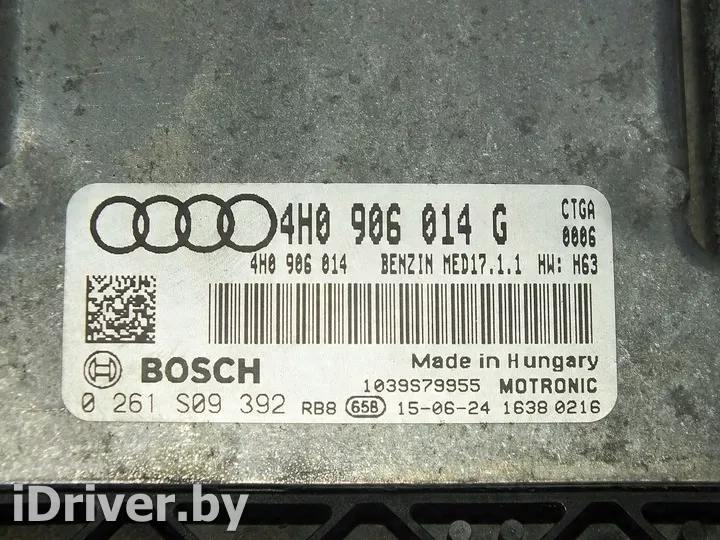 4H0 906 014 G CTGA
0006
4H0 906 014 BENZIN MED17.1.1 HW: H63
BOSCH Made in Hungary
1039S79955 MOTRONIC
0 261 S09 392 RB8 658 15-06-24 1638 0216
iDriver.by